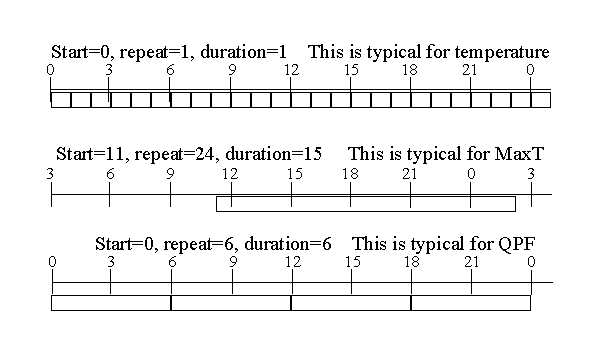 Start=0, repeat=1, duration=1 This is typical for temperature
0 3 6 9 12 15 18 21 0
Start=11, repeat=24, duration=15 This is typical for MaxT
3 6 9 12 15 18 21 0 3
Start=0, repeat=6, duration=6 This is typical for QPF
0 3 6 9 12 15 18 21 0